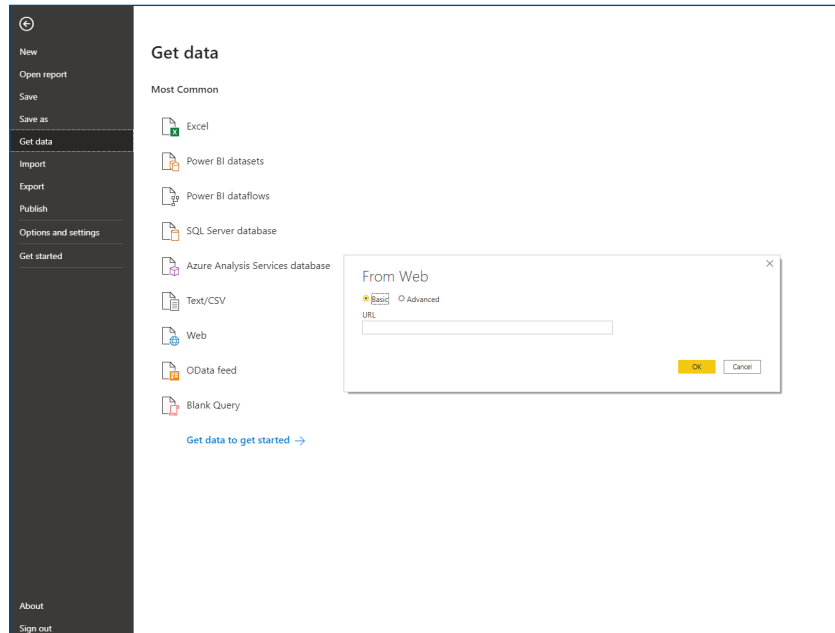 New
Open report
Save
Save as
Get data
Import
Export
Publish
Options and settings
Get started
About
Sign out
Get data
Most Common
Excel
Power BI datasets
Power BI dataflows
SQL Server database
Azure Analysis Services database
Text/CSV
Web
OData feed
Blank Query
Get data to get started →
From Web
Basic Advanced
URL
OK Cancel